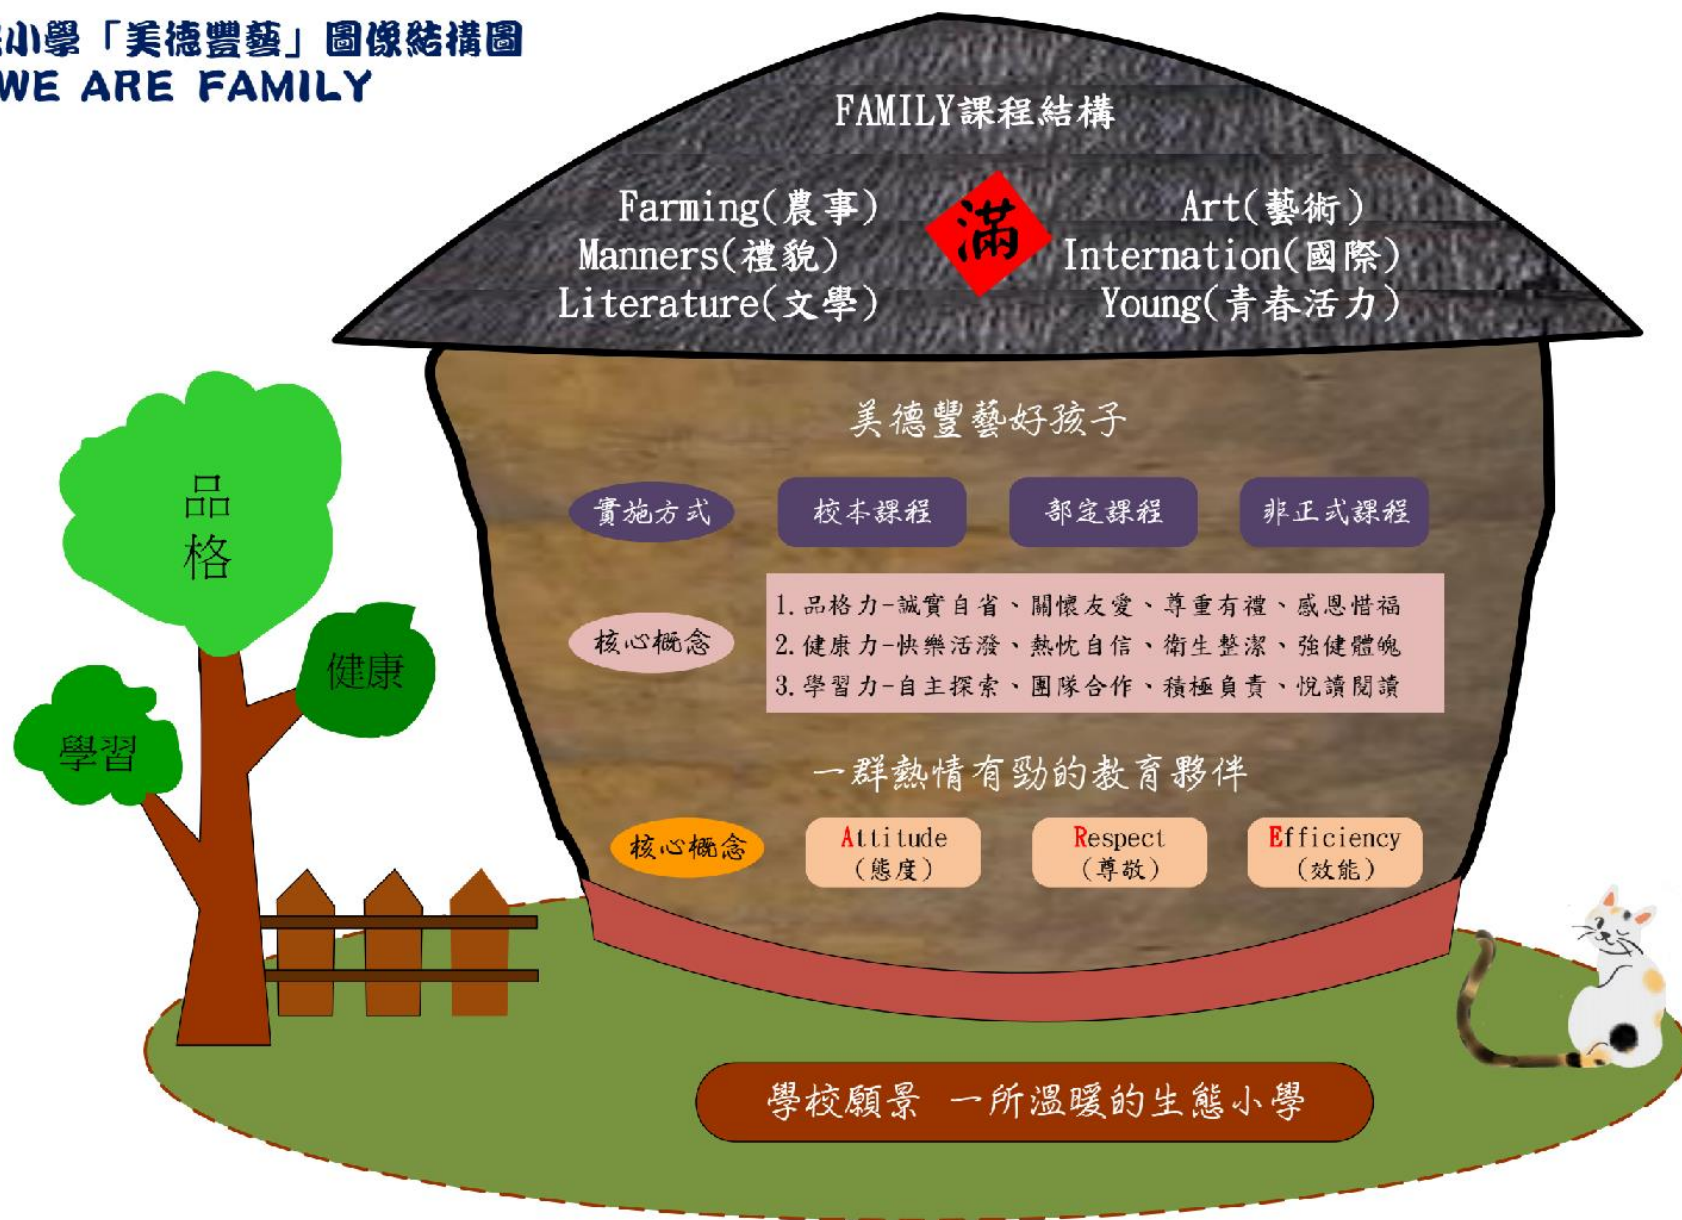 小學「美德豐藝」圖像結構圖
WE ARE FAMILY
FAMILY課程結構
Farming(農事)
Manners(禮貌)
Literature(文學)
滿
Art(藝術)
Internation(國際)
Young(青春活力)
美德豐藝好孩子
實施方式
校本課程
部定課程
非正式課程
核心概念
1.品格力-誠實自省、關懷友愛、尊重有禮、感恩惜福
2.健康力-快樂活潑、熱忱自信、衛生整潔、強健體魄
3.學習力-自主探索、團隊合作、積極負責、悅讀閱讀
一群熱情有勁的教育夥伴
核心概念
Attitude
(態度)
Respect
(尊敬)
Efficiency
(效能)
品
格
健康
學習
學校願景 一所溫暖的生態小學